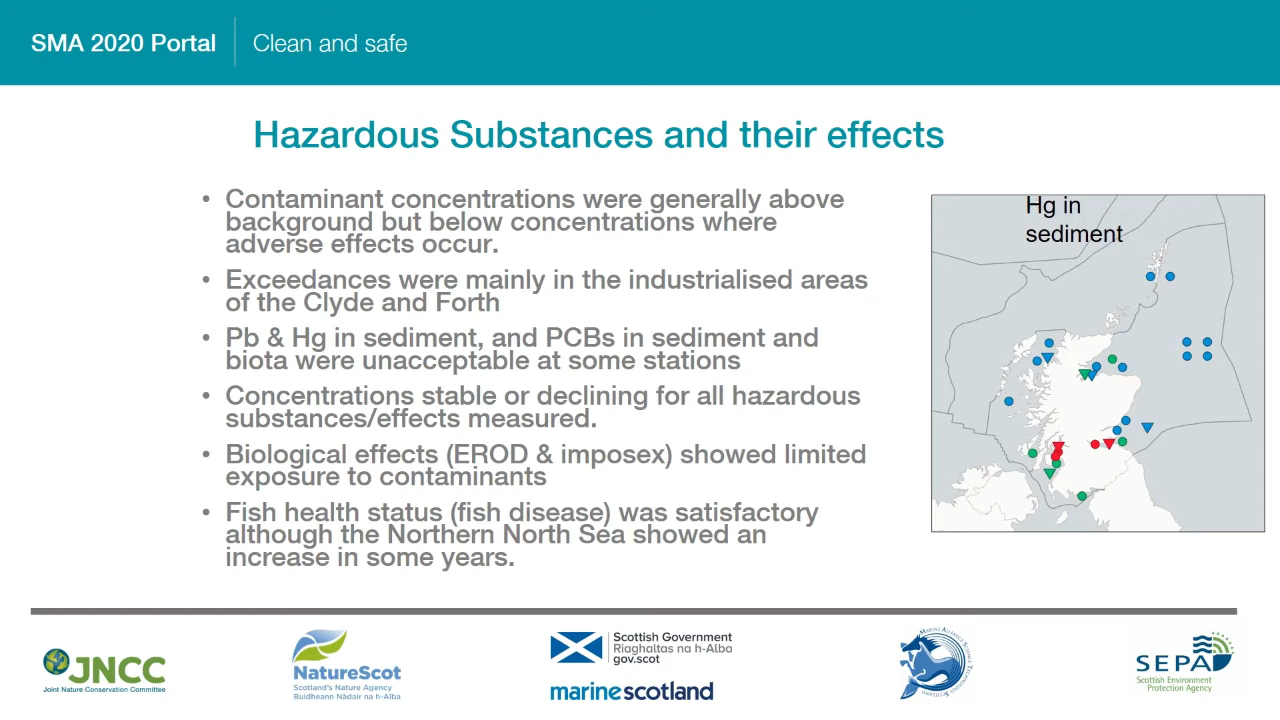 SMA 2020 Portal
Clean and safe
Hazardous Substances and their effects
• Contaminant concentrations were generally above
background but below concentrations where
adverse effects occur.
• Exceedances were mainly in the industrialised areas
of the Clyde and Forth
• Pb & Hg in sediment, and PCBs in sediment and
biota were unacceptable at some stations
• Concentrations stable or declining for all hazardous
substances/effects measured.
• Biological effects (EROD & imposex) showed limited
exposure to contaminants
• Fish health status (fish disease) was satisfactory
although the Northern North Sea showed an
increase in some years.
Hg in
sediment
JNCC
Joint Nature Conservation Committee
NatureScot
Scotland's Nature Agency
Buidheann Nàdair na h-Alba
Scottish Government
Riaghaltas na h-Alba
gov.scot
marinescotland
Marine Alliance Science Technology Scotland
SEPA
Scottish Environment
Protection Agency